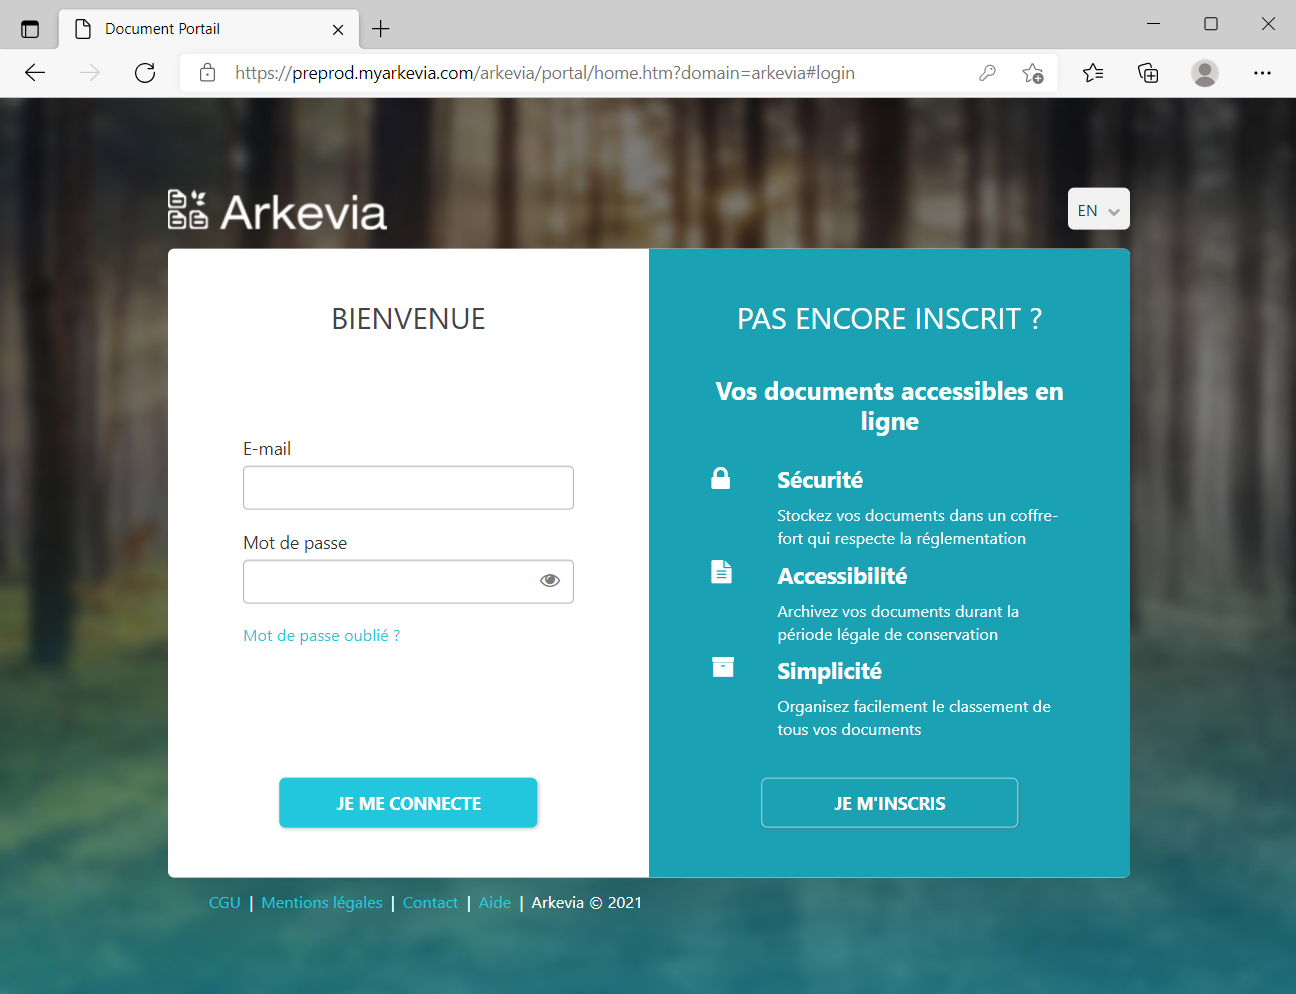 Document Portail
https://preprod.myarkevia.com/arkevia/portal/home.htm?domain=arkevia#login
Arkevia
EN
BIENVENUE
E-mail
Mot de passe
Mot de passe oublié ?
JE ME CONNECTE
PAS ENCORE INSCRIT ?
Vos documents accessibles en
ligne
Sécurité
Stockez vos documents dans un coffre-
fort qui respecte la réglementation
Accessibilité
Archivez vos documents durant la
période légale de conservation
Simplicité
Organisez facilement le classement de
tous vos documents
JE M'INSCRIS
CGU | Mentions légales | Contact | Aide | Arkevia © 2021